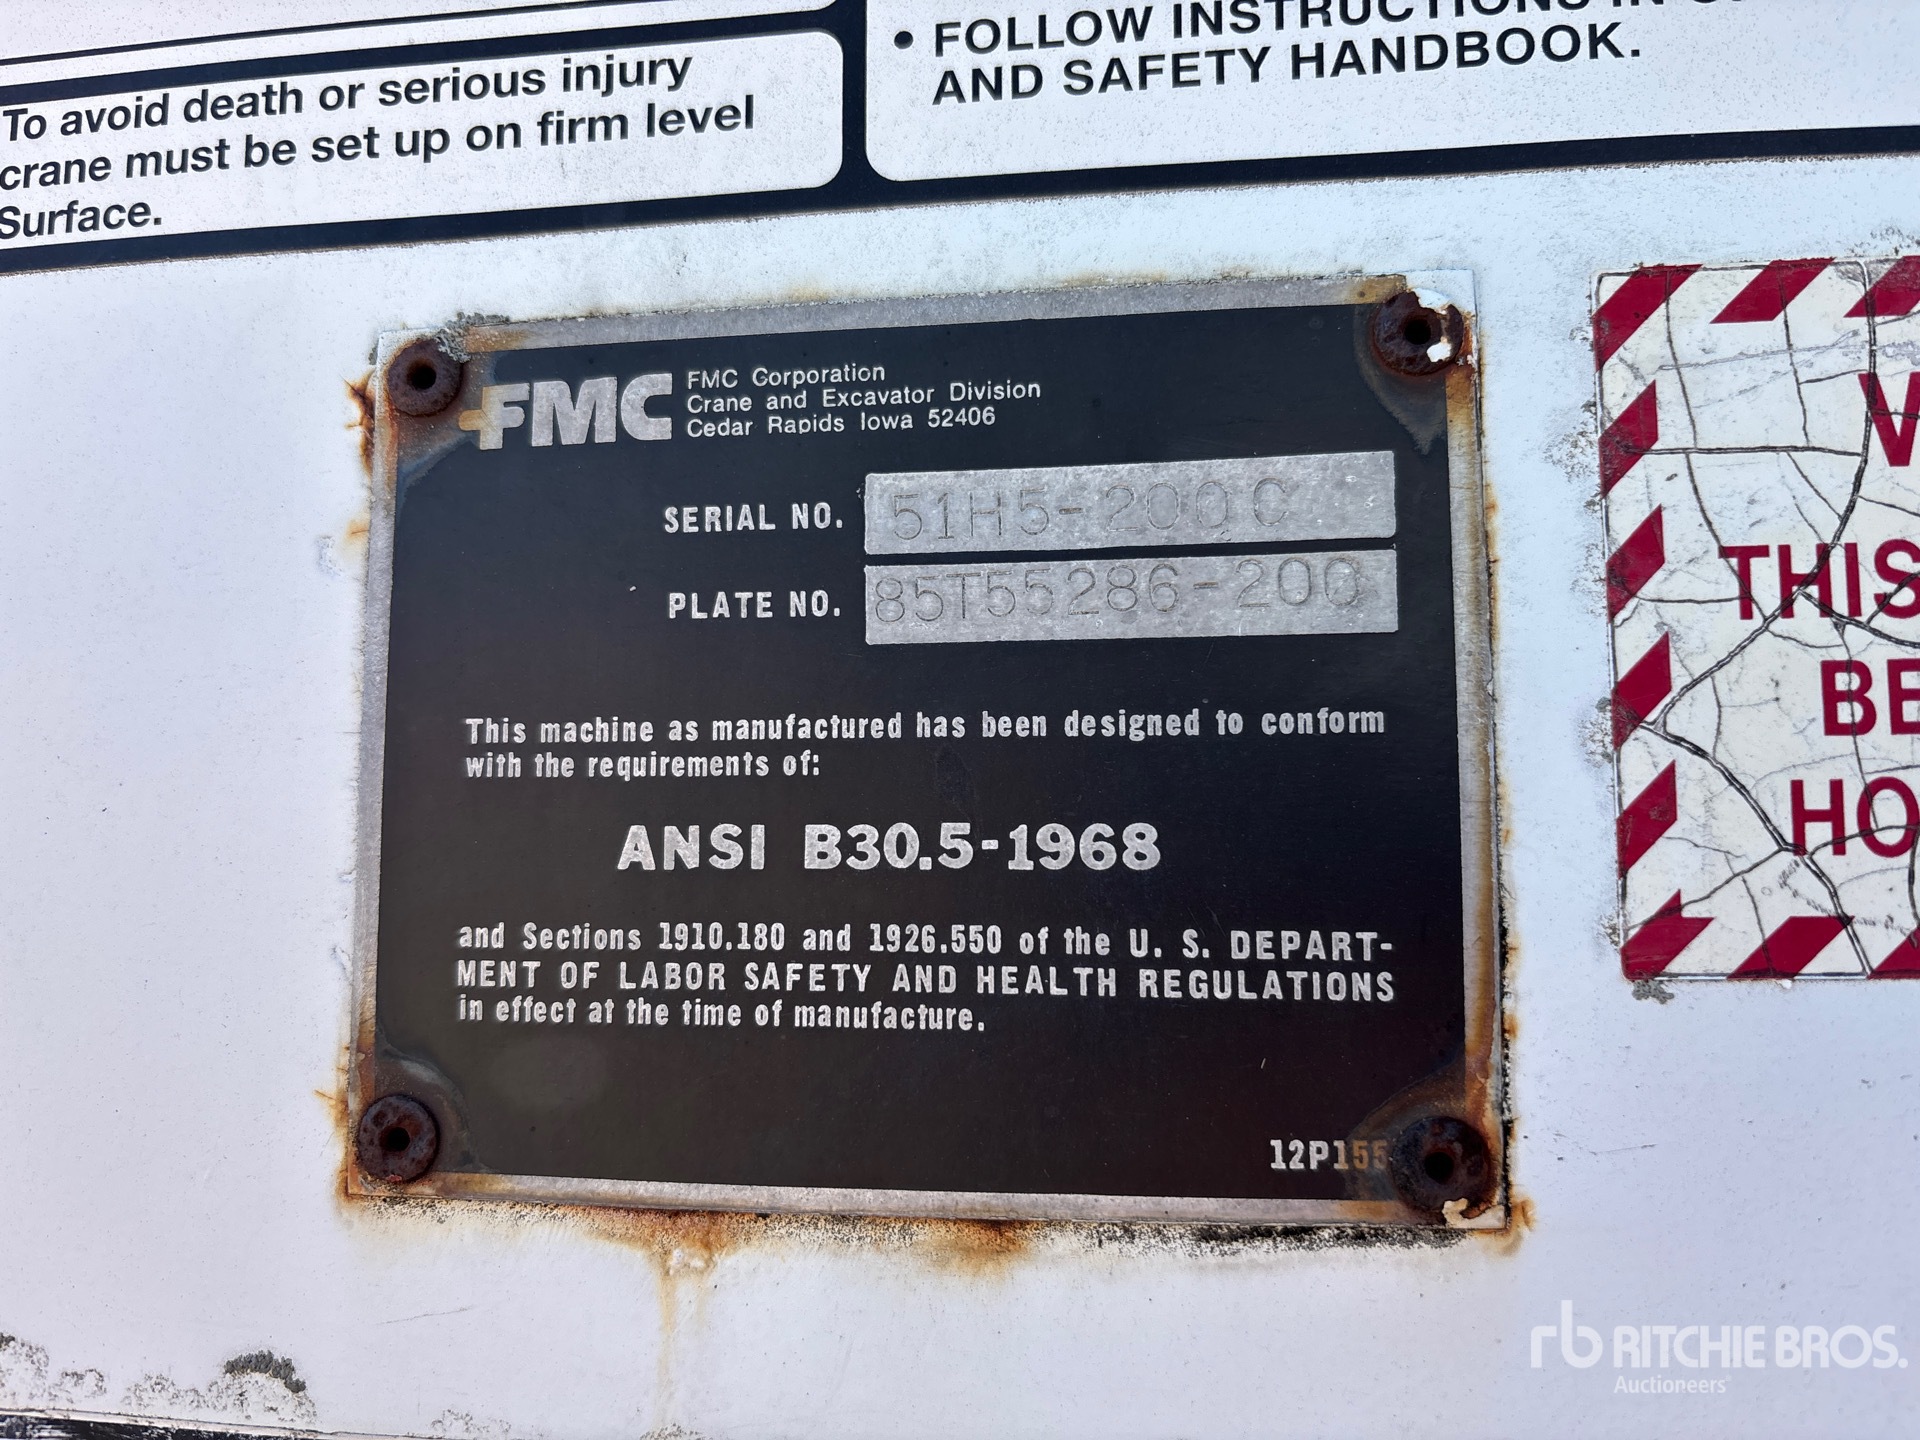 To avoid death or serious injury
crane must be set up on firm level
Surface.
• FOLLOW INSTRUCTIONS IN
AND SAFETY HANDBOOK.
FMC
FMC Corporation
Crane and Excavator Division
Cedar Rapids Iowa 52406
SERIAL NO. 51H5-200C
PLATE NO. 85T55286-200
This machine as manufactured has been designed to conform
with the requirements of:
ANSI B30.5-1968
and Sections 1910.180 and 1926.550 of the U. S. DEPART-
MENT OF LABOR SAFETY AND HEALTH REGULATIONS
in effect at the time of manufacture.
12P155
THIS
BE
HO
rb RITCHIE BROS.
Auctioneers